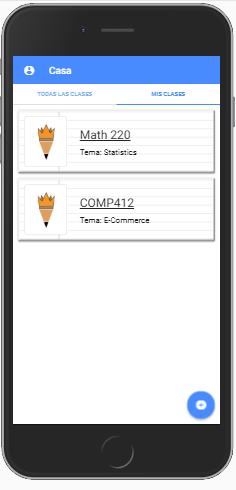 Casa
TODAS LAS CLASES
MIS CLASES
Math 220
Tema: Statistics
COMP412
Tema: E-Commerce